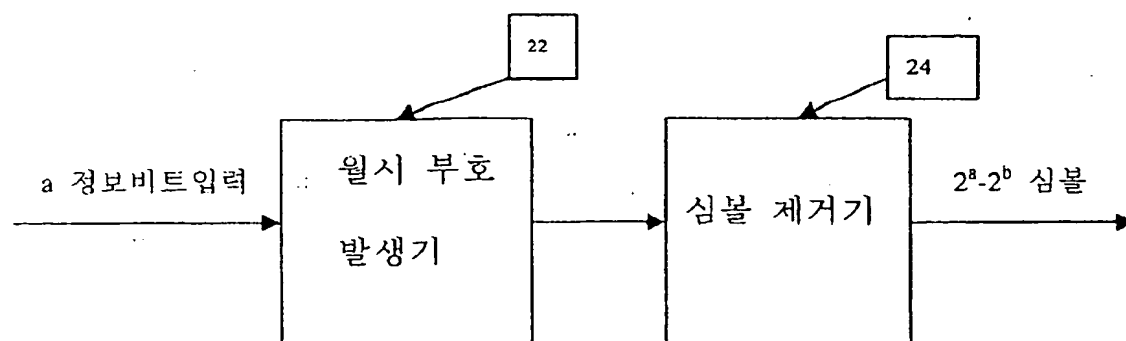 22
24
a 정보비트입력
월시 부호
발생기
심볼 제거기
2ᵃ-2ᵇ 심볼